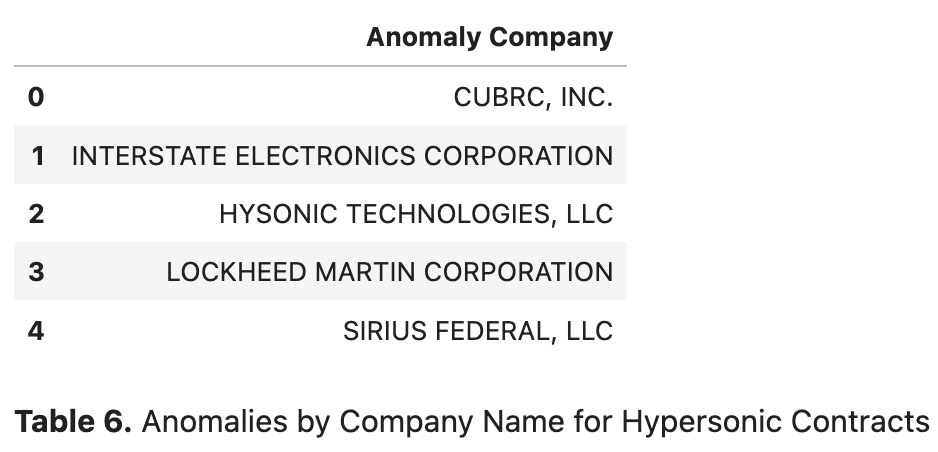 Anomaly Company
0 CUBRC, INC.
1 INTERSTATE ELECTRONICS CORPORATION
2 HYSONIC TECHNOLOGIES, LLC
3 LOCKHEED MARTIN CORPORATION
4 SIRIUS FEDERAL, LLC
Table 6. Anomalies by Company Name for Hypersonic Contracts